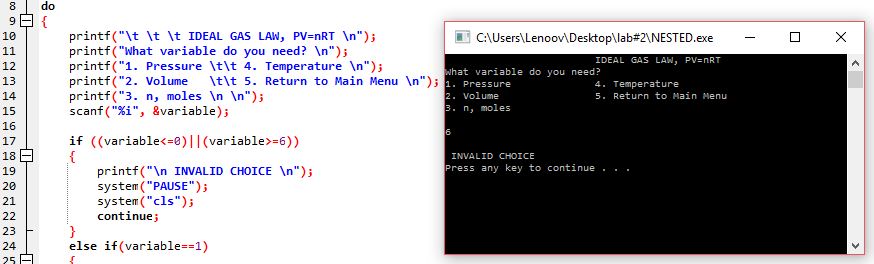 8 do
9 {
10 printf("\t \t \t IDEAL GAS LAW, PV=nRT \n");
11 printf("What variable do you need? \n");
12 printf("1. Pressure \t\t 4. Temperature \n");
13 printf("2. Volume   \t\t 5. Return to Main Menu \n");
14 printf("3. n, moles \n \n");
15 scanf("%i", &variable);
16
17 if ((variable<=0)||(variable>=6))
18 {
19 printf("\n INVALID CHOICE \n");
20 system("PAUSE");
21 system("cls");
22 continue;
23 }
24 else if(variable==1)
25 {
C:\Users\Lenoov\Desktop\lab#2\NESTED.exe
IDEAL GAS LAW, PV=nRT
What variable do you need?
1. Pressure 4. Temperature
2. Volume 5. Return to Main Menu
3. n, moles
6
INVALID CHOICE
Press any key to continue . . .